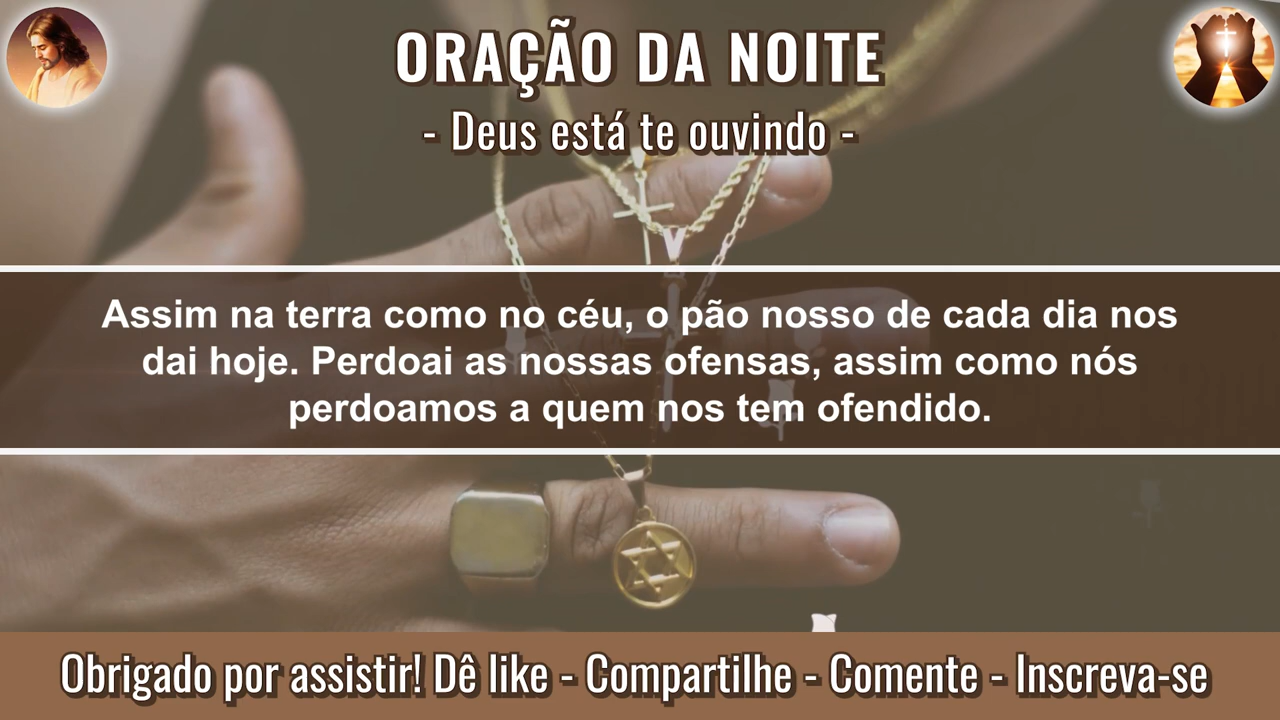 ORAÇÃO DA NOITE
- Deus está te ouvindo -
Assim na terra como no céu, o pão nosso de cada dia nos
dai hoje. Perdoai as nossas ofensas, assim como nós
perdoamos a quem nos tem ofendido.
Obrigado por assistir! Dê like - Compartilhe - Comente - Inscreva-se